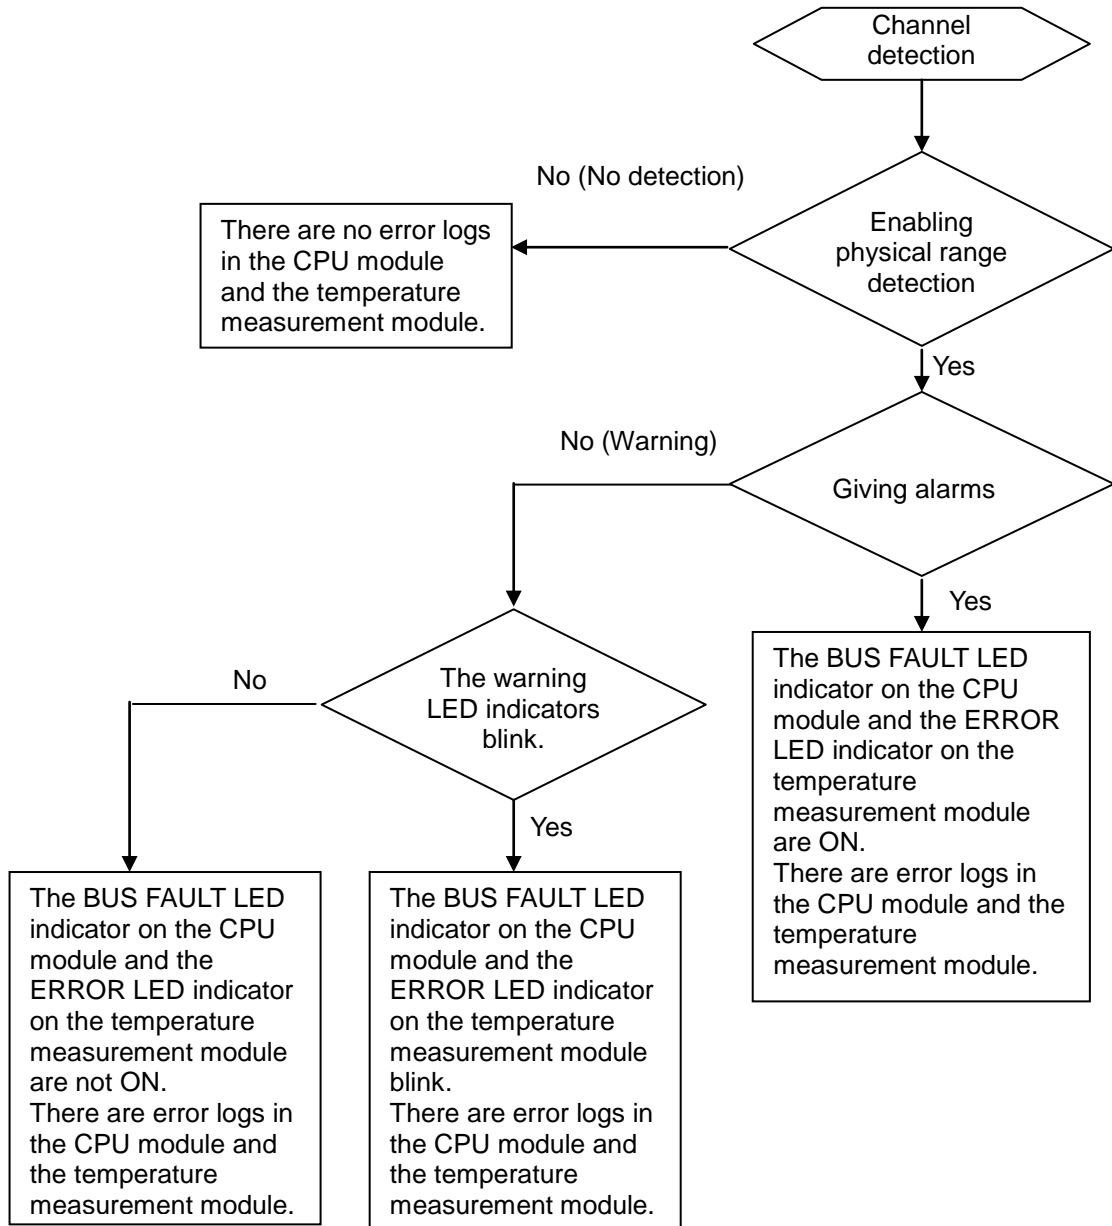 Channel
detection
No (No detection)
Enabling
physical range
detection
There are no error logs
in the CPU module
and the temperature
measurement module.
Yes
No (Warning)
Giving alarms
Yes
The BUS FAULT LED
indicator on the CPU
module and the ERROR
LED indicator on the
temperature
measurement module
are ON.
There are error logs in
the CPU module and the
temperature
measurement module.
No
The warning
LED indicators
blink.
Yes
The BUS FAULT LED
indicator on the CPU
module and the
ERROR LED indicator
on the temperature
measurement module
are not ON.
There are error logs in
the CPU module and
the temperature
measurement module.
The BUS FAULT LED
indicator on the CPU
module and the
ERROR LED indicator
on the temperature
measurement module
blink.
There are error logs in
the CPU module and
the temperature
measurement module.